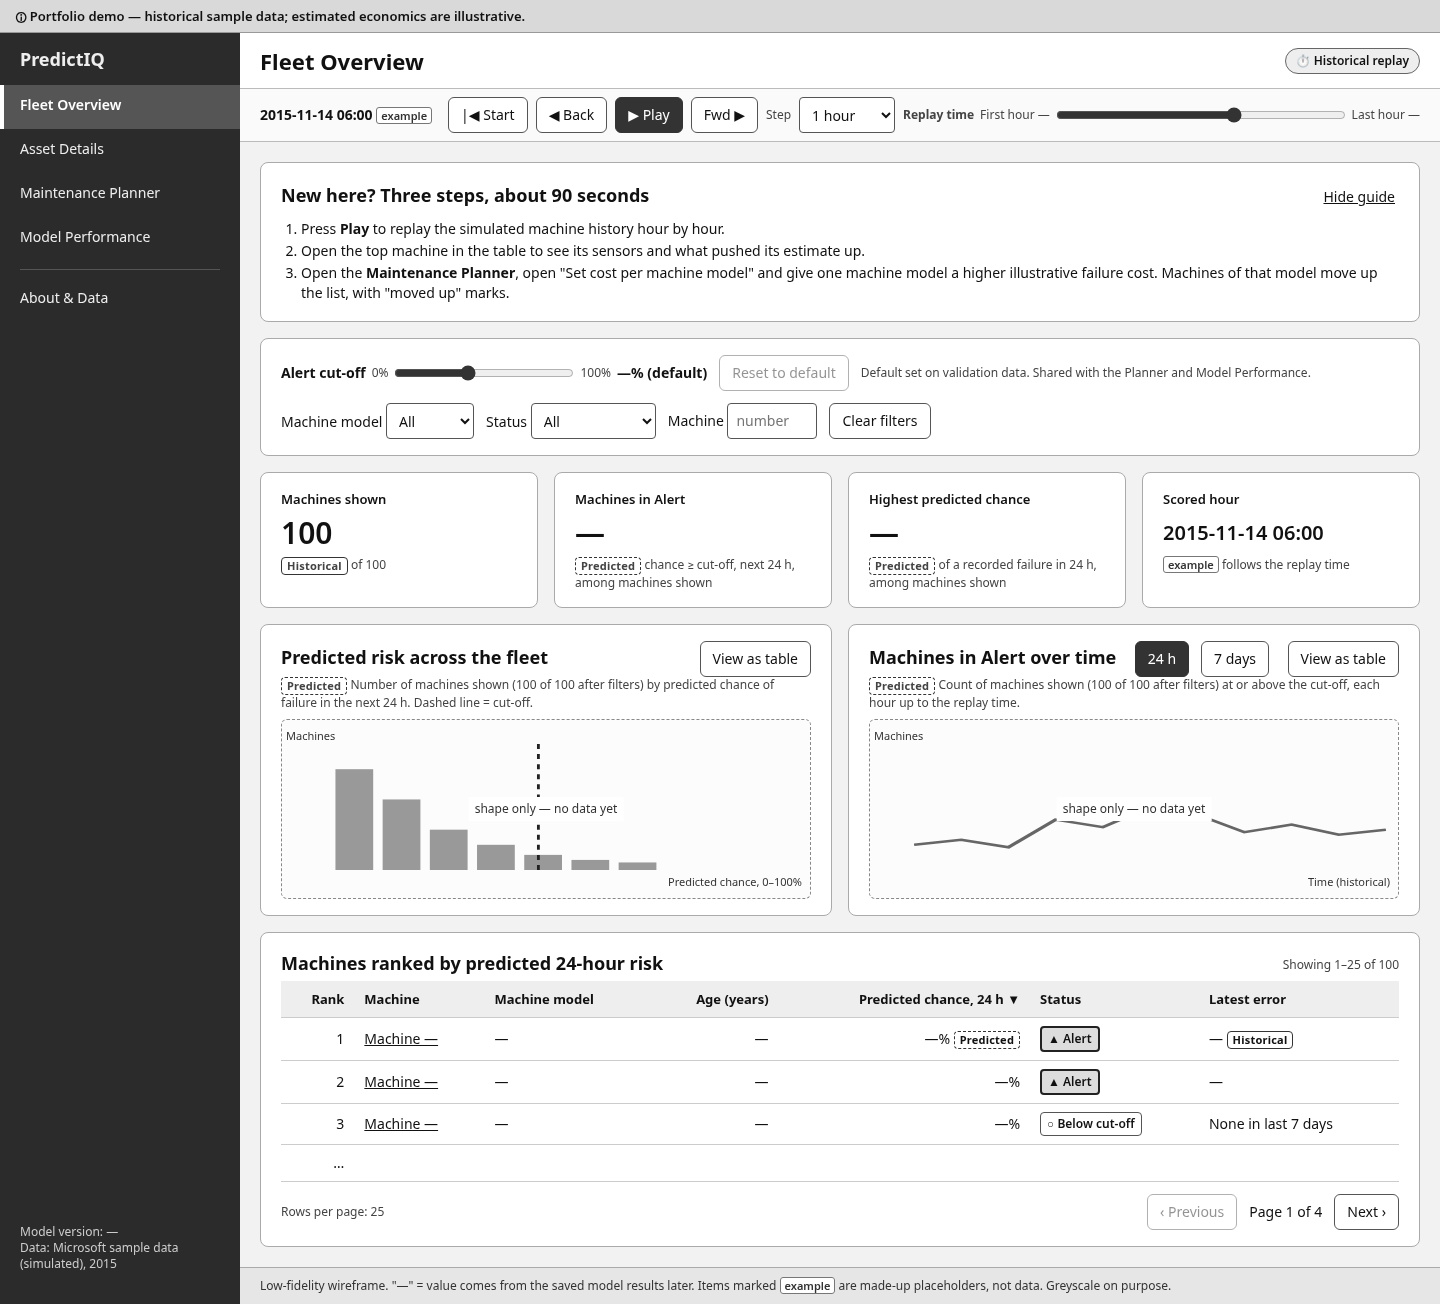 ⓘ Portfolio demo — historical sample data; estimated economics are illustrative.
PredictIQ
Fleet Overview
Asset Details
Maintenance Planner
Model Performance
About & Data
Model version: —
Data: Microsoft sample data
(simulated), 2015
Fleet Overview
⏱ Historical replay
2015-11-14 06:00 example |◀ Start ◀ Back ▶ Play Fwd ▶ Step 1 hour Replay time First hour — Last hour —
New here? Three steps, about 90 seconds
Hide guide
1. Press Play to replay the simulated machine history hour by hour.
2. Open the top machine in the table to see its sensors and what pushed its estimate up.
3. Open the Maintenance Planner, open "Set cost per machine model" and give one machine model a higher illustrative failure cost. Machines of that model move up
the list, with "moved up" marks.
Alert cut-off 0% 100% —% (default) Reset to default Default set on validation data. Shared with the Planner and Model Performance.
Machine model All Status All Machine number Clear filters
Machines shown
100
Historical of 100
Machines in Alert
—
Predicted chance ≥ cut-off, next 24 h,
among machines shown
Highest predicted chance
—
Predicted of a recorded failure in 24 h,
among machines shown
Scored hour
2015-11-14 06:00
example follows the replay time
Predicted risk across the fleet
View as table
Predicted Number of machines shown (100 of 100 after filters) by predicted chance of
failure in the next 24 h. Dashed line = cut-off.
Machines
shape only — no data yet
Predicted chance, 0–100%
Machines in Alert over time
24 h 7 days View as table
Predicted Count of machines shown (100 of 100 after filters) at or above the cut-off, each
hour up to the replay time.
Machines
shape only — no data yet
Time (historical)
Machines ranked by predicted 24-hour risk
Showing 1–25 of 100
Rank Machine Machine model Age (years) Predicted chance, 24 h ▼ Status Latest error
1 Machine — — — —% Predicted ▲ Alert — Historical
2 Machine — — — —% ▲ Alert —
3 Machine — — — —% ○ Below cut-off None in last 7 days
...
Rows per page: 25
‹ Previous Page 1 of 4 Next ›
Low-fidelity wireframe. "—" = value comes from the saved model results later. Items marked example are made-up placeholders, not data. Greyscale on purpose.